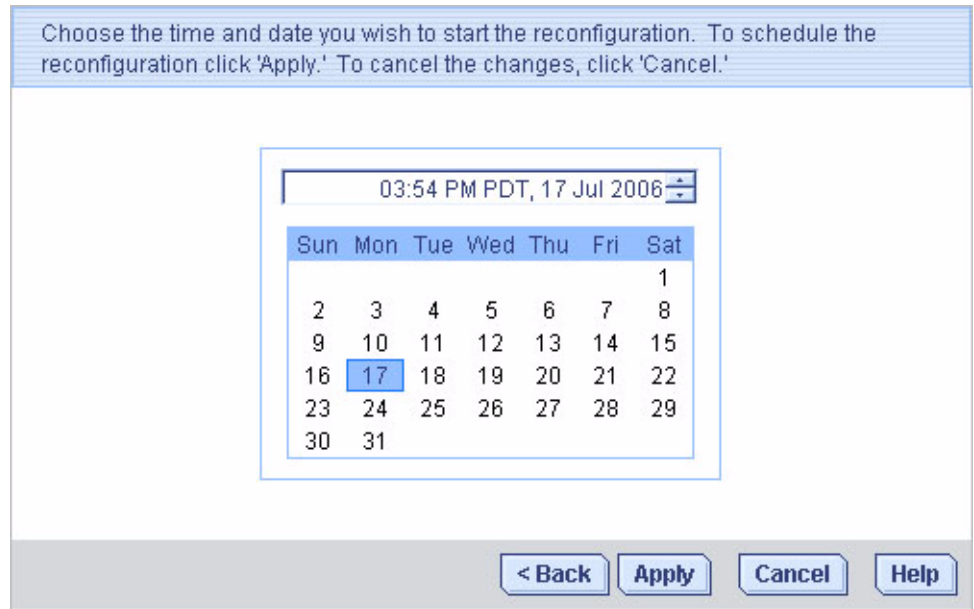 Choose the time and date you wish to start the reconfiguration. To schedule the
reconfiguration click 'Apply.' To cancel the changes, click 'Cancel.'
03:54 PM PDT, 17 Jul 2006
Sun Mon Tue Wed Thu Fri Sat
1
2 3 4 5 6 7 8
9 10 11 12 13 14 15
16 17 18 19 20 21 22
23 24 25 26 27 28 29
30 31
< Back Apply Cancel Help